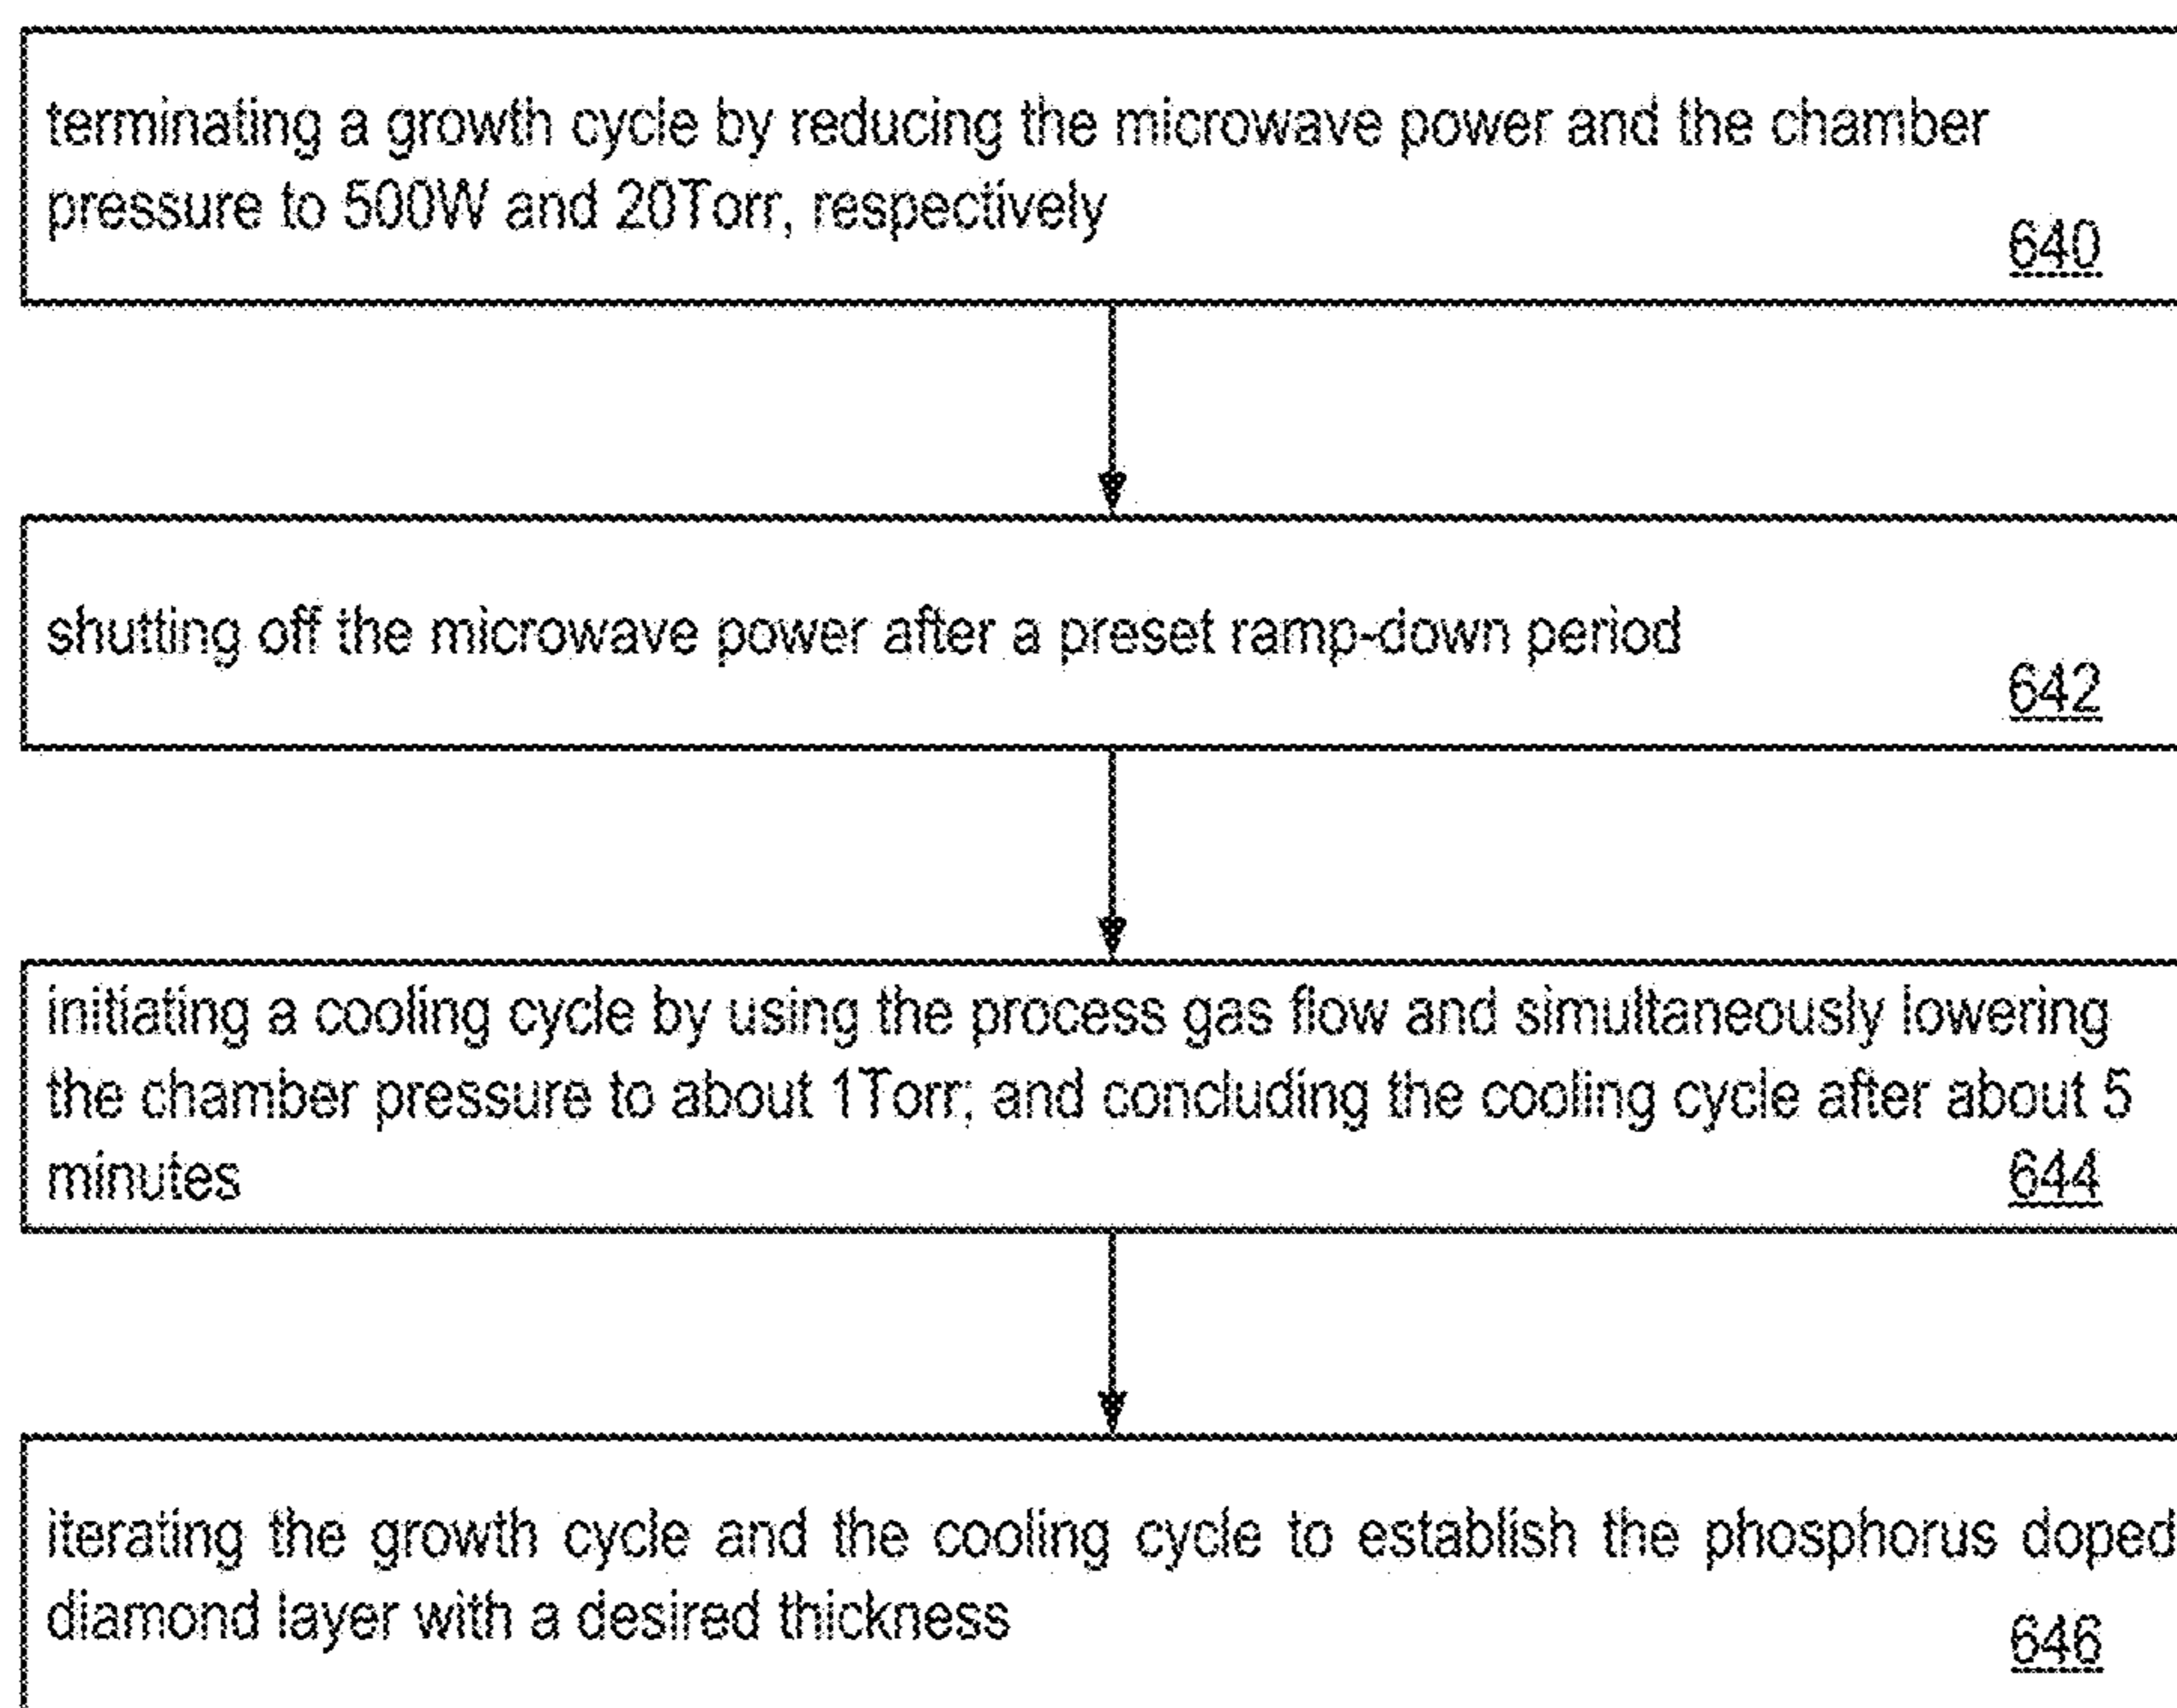 terminating a growth cycle by reducing the microwave power and the chamber
pressure to 500W and 20Torr, respectively
640
shutting off the microwave power after a preset ramp-down period
642
initiating a cooling cycle by using the process gas flow and simultaneously lowering
the chamber pressure to about 1Torr; and concluding the cooling cycle after about 5
minutes
644
iterating the growth cycle and the cooling cycle to establish the phosphorus doped
diamond layer with a desired thickness
646